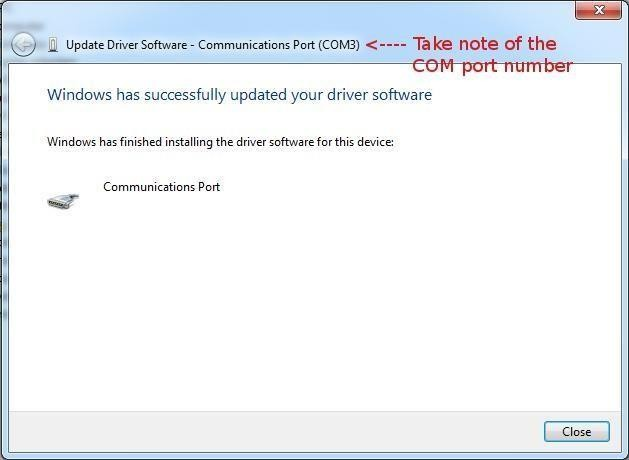 Update Driver Software - Communications Port (COM3) <---- Take note of the
COM port number
Windows has successfully updated your driver software
Windows has finished installing the driver software for this device:
Communications Port
Close